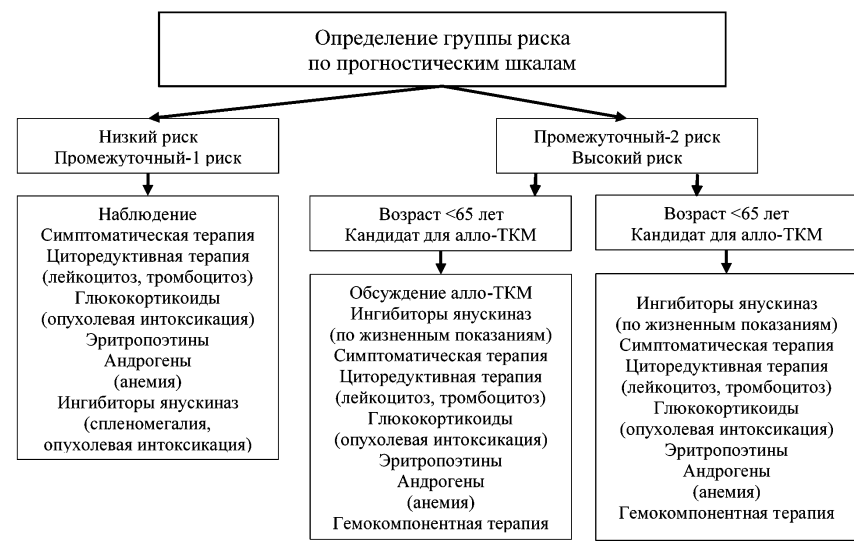 Определение группы риска
по прогностическим шкалам
Низкий риск
Промежуточный-1 риск
Промежуточный-2 риск
Высокий риск
Наблюдение
Симптоматическая терапия
Циторедуктивная терапия
(лейкоцитоз, тромбоцитоз)
Глюкокортикоиды
(опухолевая интоксикация)
Эритропоэтины
Андрогены
(анемия)
Ингибиторы янускиназ
(спленомегалия,
опухолевая интоксикация)
Возраст <65 лет
Кандидат для алло-ТКМ
Обсуждение алло-ТКМ
Ингибиторы янускиназ
(по жизненным показаниям)
Симптоматическая терапия
Циторедуктивная терапия
(лейкоцитоз, тромбоцитоз)
Глюкокортикоиды
(опухолевая интоксикация)
Эритропоэтины
Андрогены
(анемия)
Гемокомпонентная терапия
Возраст <65 лет
Кандидат для алло-ТКМ
Ингибиторы янускиназ
(по жизненным показаниям)
Симптоматическая терапия
Циторедуктивная терапия
(лейкоцитоз, тромбоцитоз)
Глюкокортикоиды
(опухолевая интоксикация)
Эритропоэтины
Андрогены
(анемия)
Гемокомпонентная терапия